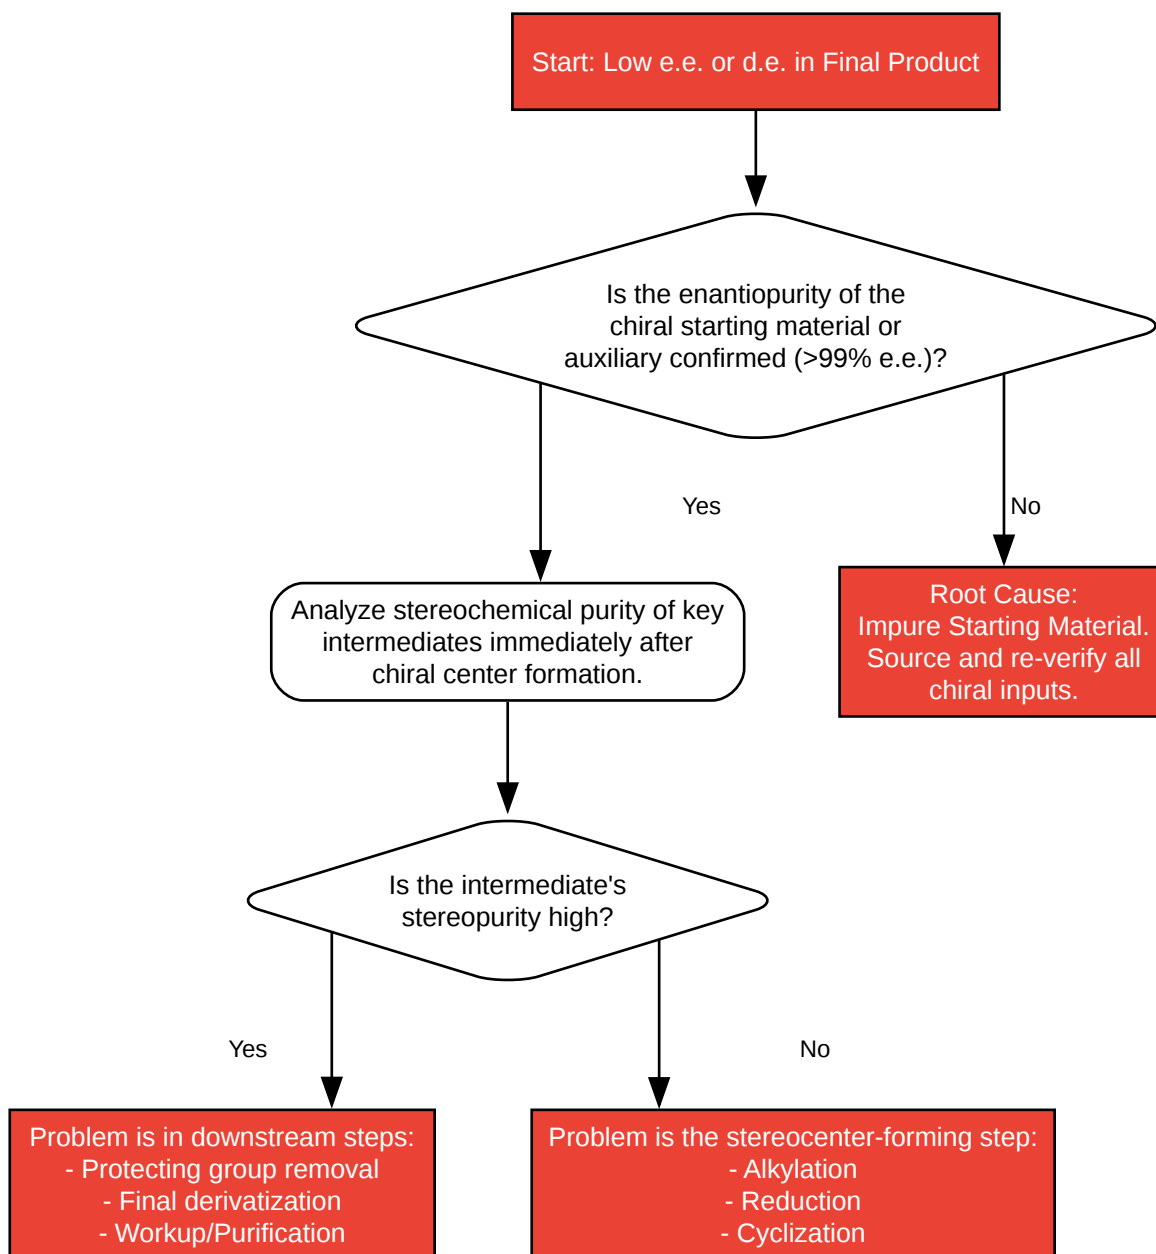 Start: Low e.e. or d.e. in Final Product
Is the enantiopurity of the
chiral starting material or
auxiliary confirmed (>99% e.e.)?
Yes
No
Analyze stereochemical purity of key
intermediates immediately after
chiral center formation.
Root Cause:
Impure Starting Material.
Source and re-verify all
chiral inputs.
Is the intermediate's
stereopurity high?
Yes
No
Problem is in downstream steps:
- Protecting group removal
- Final derivatization
- Workup/Purification
Problem is the stereocenter-forming step:
- Alkylation
- Reduction
- Cyclization